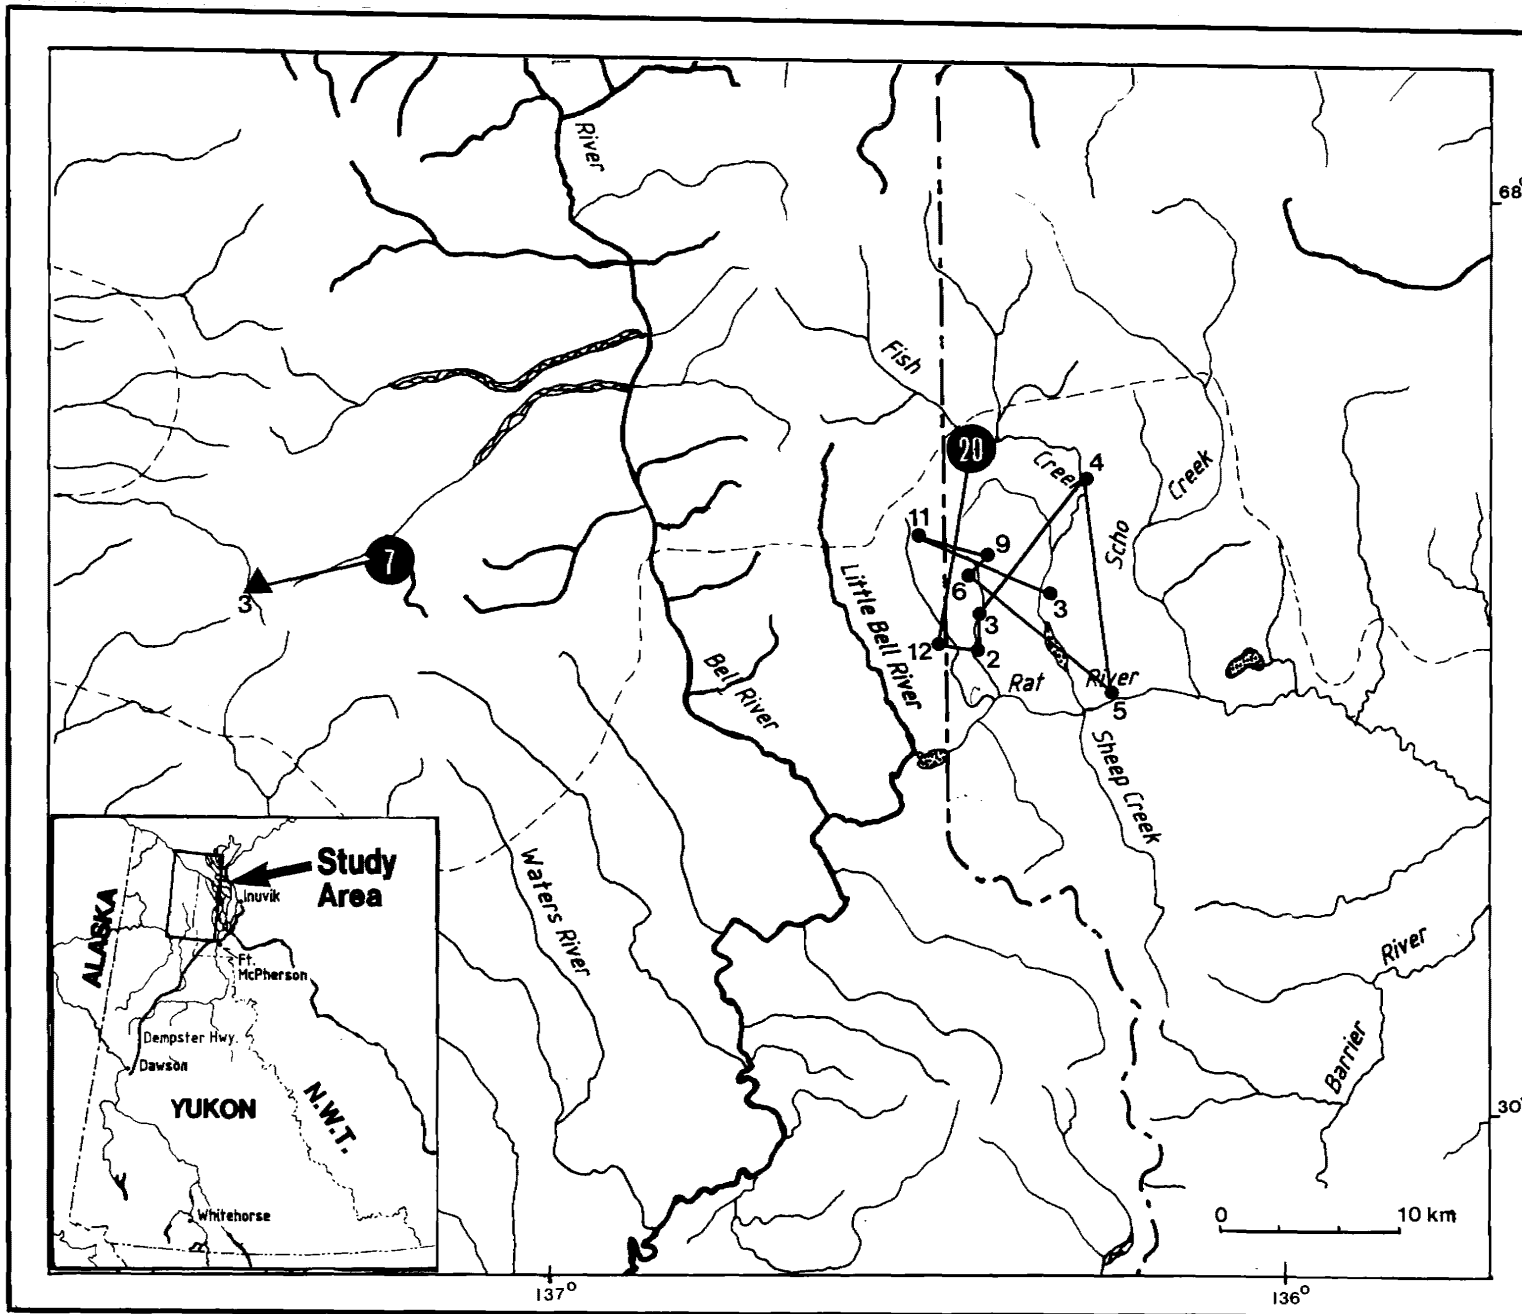 River
68°
Fish
20
Creek
4
Creek
11
9
Scho
7
6
3
3
3
Little Bell River
12
2
Rat River
5
Bell River
Sheep Creek
Study
Area
Inuvik
ALASKA
Ft.
McPherson
Dempster Hwy.
Dawson
YUKON
N.W.T.
Whitehorse
Waters River
River
Barrier
30'
0
10 km
137°
136°